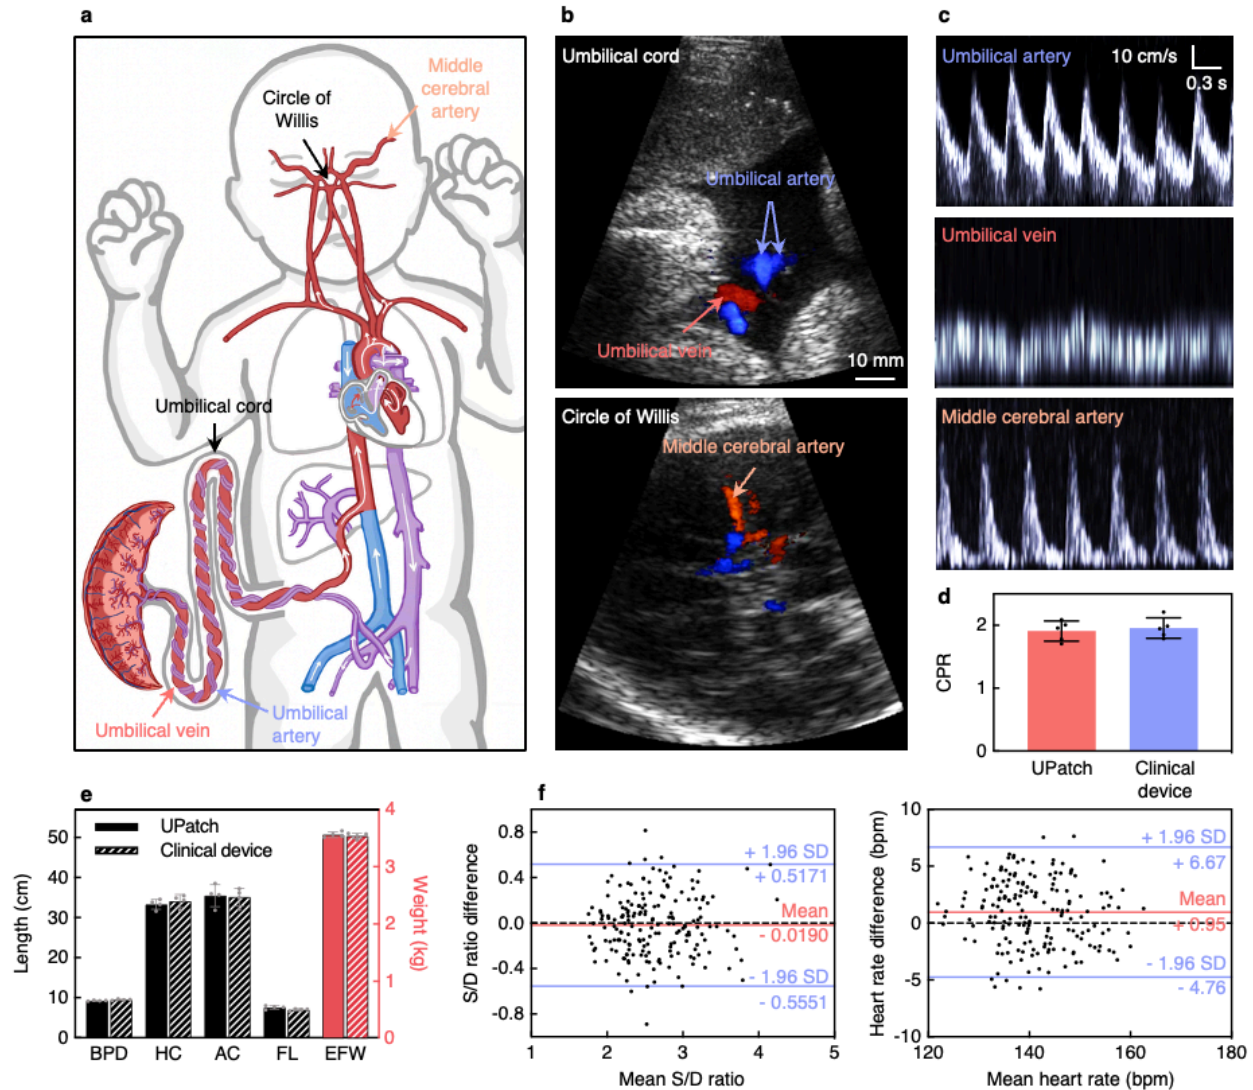 a
Circle of
Willis
Middle
cerebral
artery
Umbilical cord
Umbilical vein
Umbilical
artery
b
Umbilical cord
Umbilical artery
Umbilical vein
10 mm
Circle of Willis
Middle cerebral artery
c
Umbilical artery
10 cm/s
0.3 s
Umbilical vein
Middle cerebral artery
d
CPR
2
1
0
UPatch
Clinical
device
e
Length (cm)
50
40
30
20
10
0
UPatch
Clinical device
BPD
HC
AC
FL
EFW
4
3
2
1
0
Weight (kg)
f
S/D ratio difference
0.8
0.4
0.0
-0.4
-0.8
+ 1.96 SD
+ 0.5171
Mean
- 0.0190
- 1.96 SD
- 0.5551
1
2
3
4
5
Mean S/D ratio
Heart rate difference (bpm)
10
5
0
-5
-10
+ 1.96 SD
+ 6.67
Mean
+ 0.95
- 1.96 SD
- 4.76
120
140
160
180
Mean heart rate (bpm)